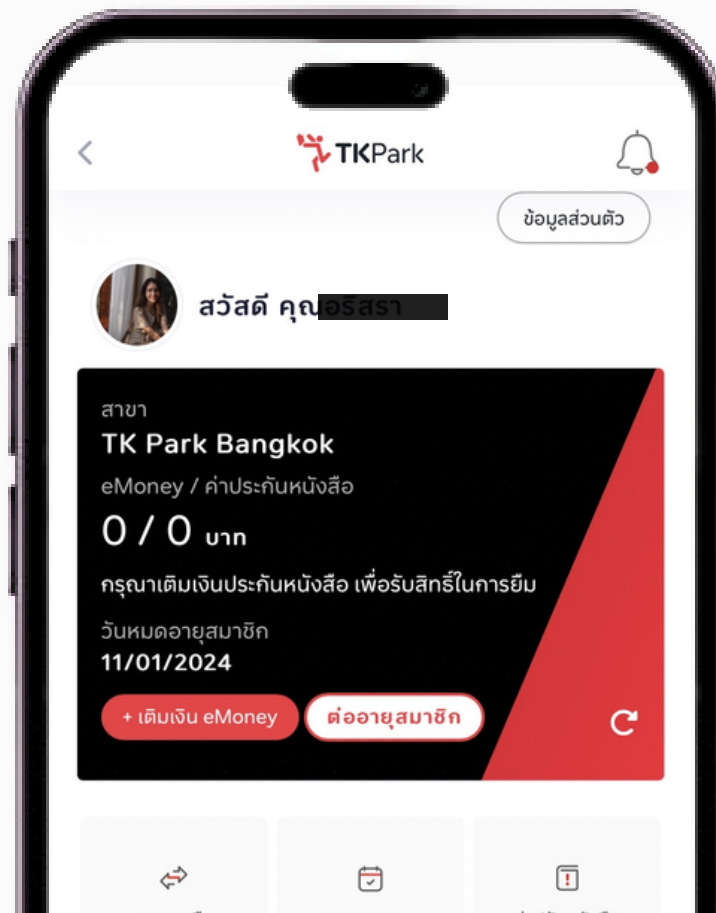 TKPark
ข้อมูลส่วนตัว
สวัสดี คุณอริสรา
สาขา
TK Park Bangkok
eMoney / ค่าประกันหนังสือ
0 / 0 บาท
กรุณาเติมเงินประกันหนังสือ เพื่อรับสิทธิ์ในการยืม
วันหมดอายุสมาชิก
11/01/2024
+ เติมเงิน eMoney
ต่ออายุสมาชิก